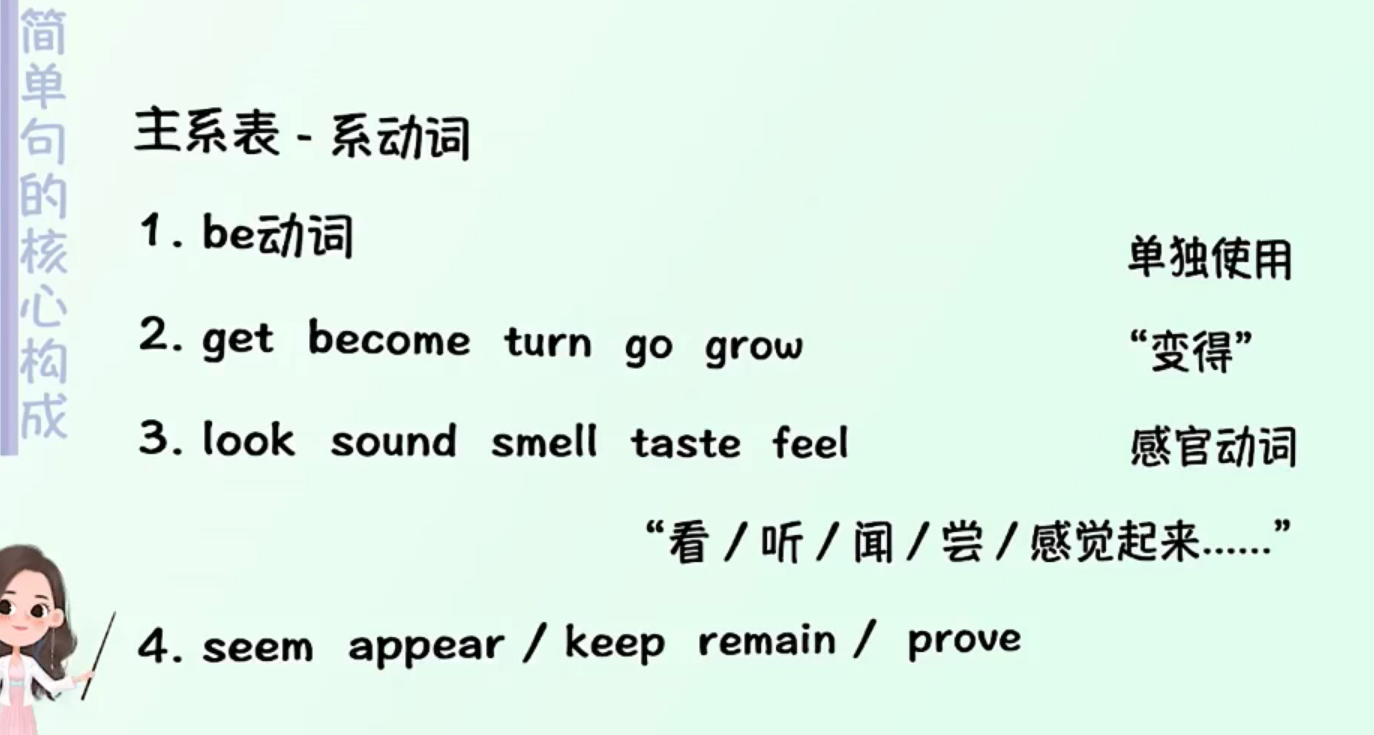 简单句的核心构成
主系表 - 系动词
1. be动词 单独使用
2. get become turn go grow “变得”
3. look sound smell taste feel 感官动词
“看 / 听 / 闻 / 尝 / 感觉起来......”
4. seem appear / keep remain / prove